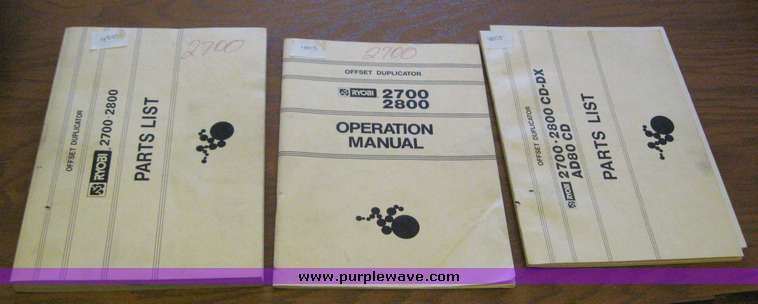 2700
OFFSET DUPLICATOR
RYOBI 2700·2800
PARTS LIST
2700
OFFSET DUPLICATOR
RYOBI 2700
2800
OPERATION
MANUAL
OFFSET DUPLICATOR
RYOBI 2700·2800 CD·DX
AD80 CD
PARTS LIST
www.purplewave.com